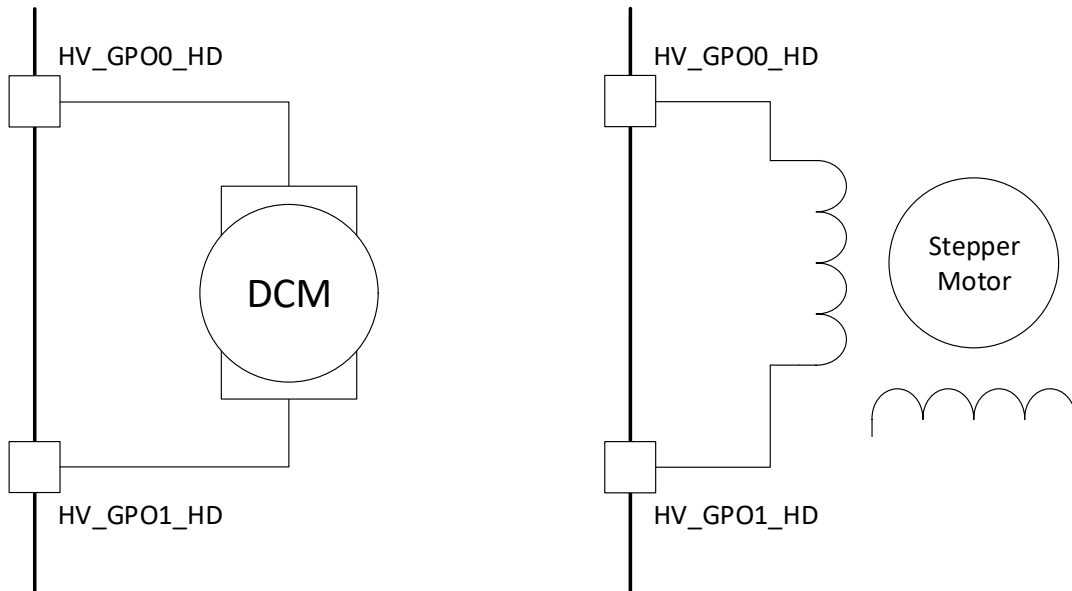 HV_GPO0_HD
DCM
HV_GPO1_HD
HV_GPO0_HD
Stepper
Motor
HV_GPO1_HD